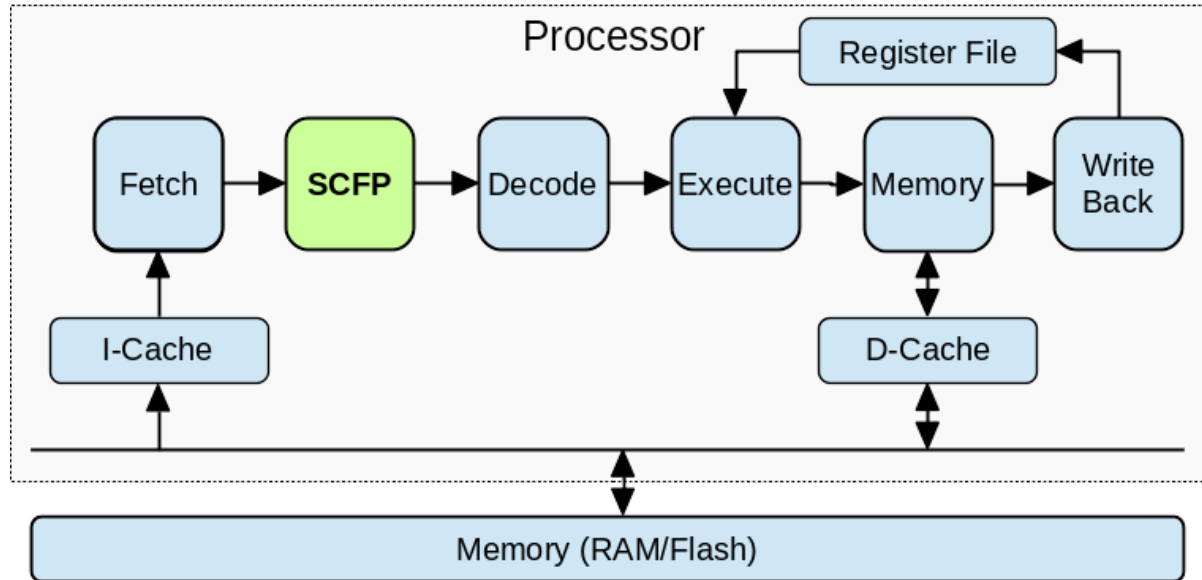 Processor
Register File
Fetch
SCFP
Decode
Execute
Memory
Write
Back
I-Cache
D-Cache
Memory (RAM/Flash)